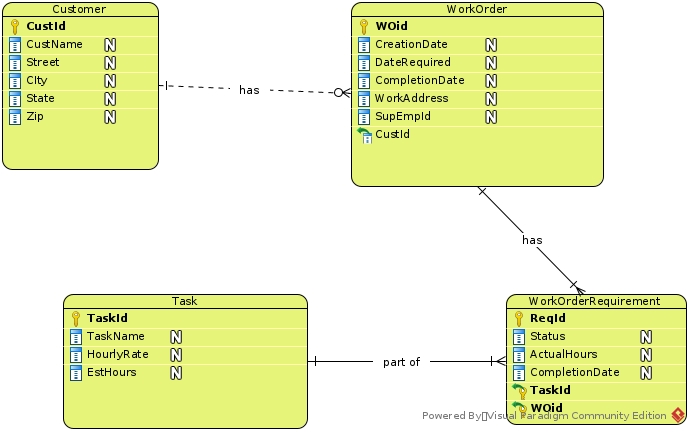 Customer
CustId
CustName N
Street N
CIty N
State N
Zip N
WorkOrder
WOid
CreationDate N
DateRequired N
CompletionDate N
WorkAddress N
SupEmpId N
CustId
has
has
Task
TaskId
TaskName N
HourlyRate N
EstHours N
part of
WorkOrderRequirement
ReqId
Status N
ActualHours N
CompletionDate N
TaskId
WOid
Powered By Visual Paradigm Community Edition